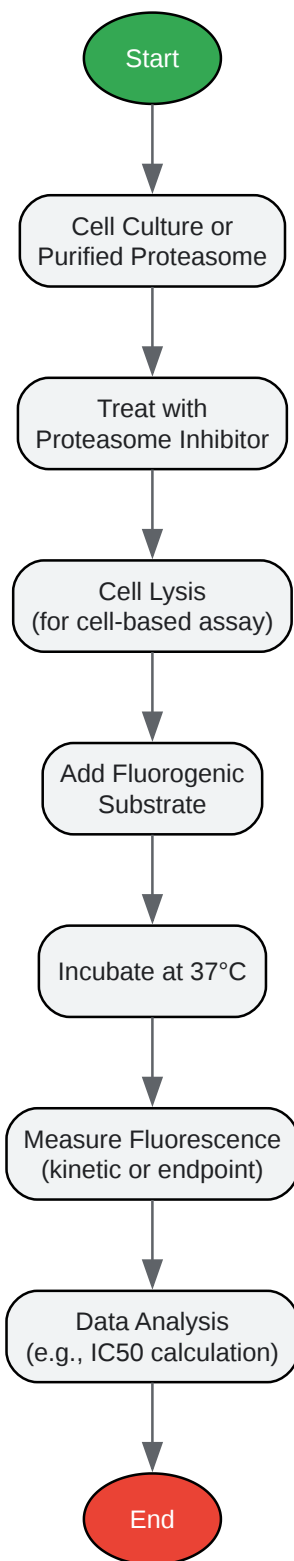 Start
Cell Culture or
Purified Proteasome
Treat with
Proteasome Inhibitor
Cell Lysis
(for cell-based assay)
Add Fluorogenic
Substrate
Incubate at 37°C
Measure Fluorescence
(kinetic or endpoint)
Data Analysis
(e.g., IC50 calculation)
End